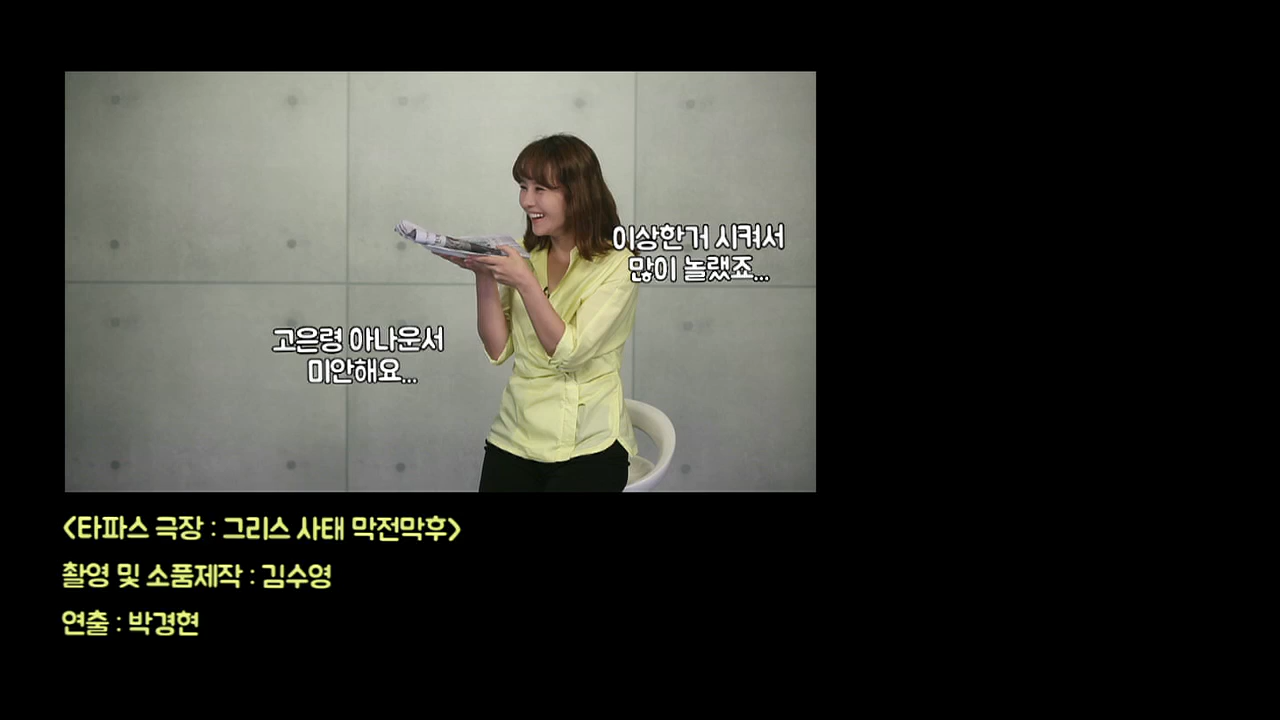 이상한거 시켜서
많이 놀랬죠...
고은령 아나운서
미안해요...
<타파스 극장 : 그리스 사태 막전막후>
촬영 및 소품제작 : 김수영
연출 : 박경현